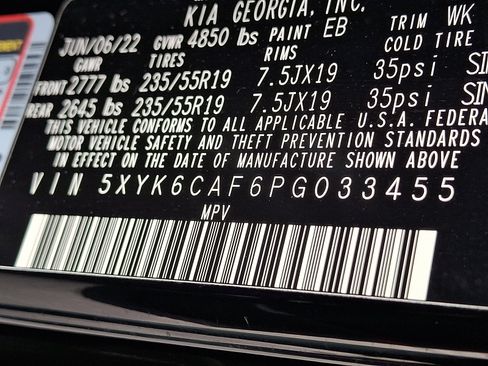 KIA GEORGIA, INC.
JUN/06/22 GVWR 4850 lbs PAINT EB TRIM WK
GAWR TIRES RIMS COLD TIRE
FRONT 2777 lbs 235/55R19 7.5JX19 35psi SIN
REAR 2645 lbs 235/55R19 7.5JX19 35psi SIN
THIS VEHICLE CONFORMS TO ALL APPLICABLE U.S.A. FEDERA
MOTOR VEHICLE SAFETY AND THEFT PREVENTION STANDARDS
IN EFFECT ON THE DATE OF MANUFACTURE SHOWN ABOVE
VIN 5XYK6CAF6PG033455
MPV